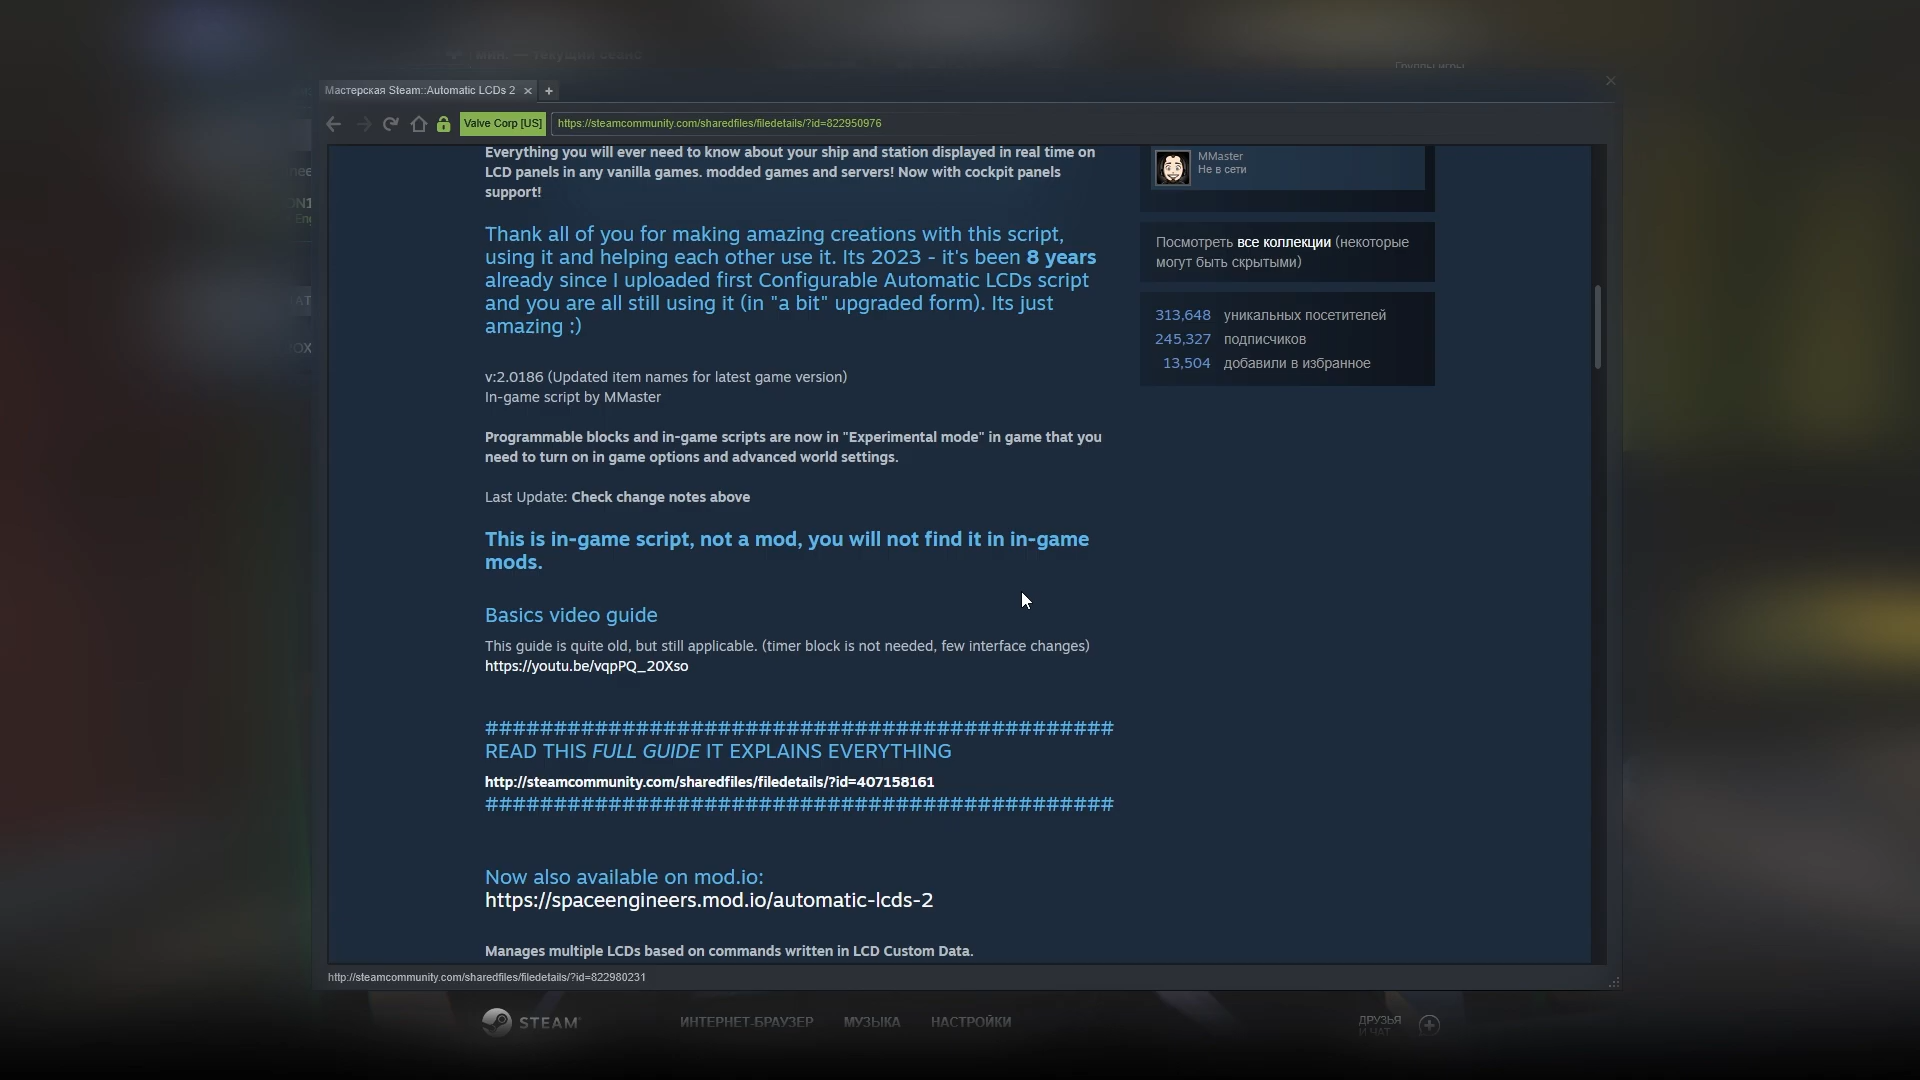 Группы игры
Мастерская Steam::Automatic LCDs 2
Valve Corp [US]
https://steamcommunity.com/sharedfiles/filedetails/?id=822950976
Everything you will ever need to know about your ship and station displayed in real time on
LCD panels in any vanilla games. modded games and servers! Now with cockpit panels
support!
Thank all of you for making amazing creations with this script,
using it and helping each other use it. Its 2023 - it's been 8 years
already since I uploaded first Configurable Automatic LCDs script
and you are all still using it (in "a bit" upgraded form). Its just
amazing :)
v:2.0186 (Updated item names for latest game version)
In-game script by MMaster
Programmable blocks and in-game scripts are now in "Experimental mode" in game that you
need to turn on in game options and advanced world settings.
Last Update: Check change notes above
This is in-game script, not a mod, you will not find it in in-game
mods.
Basics video guide
This guide is quite old, but still applicable. (timer block is not needed, few interface changes)
https://youtu.be/vqpPQ_20Xso
##############################################
READ THIS FULL GUIDE IT EXPLAINS EVERYTHING
http://steamcommunity.com/sharedfiles/filedetails/?id=407158161
##############################################
Now also available on mod.io:
https://spaceengineers.mod.io/automatic-lcds-2
Manages multiple LCDs based on commands written in LCD Custom Data.
MMaster
Не в сети
Посмотреть все коллекции (некоторые
могут быть скрытыми)
313,648 уникальных посетителей
245,327 подписчиков
13,504 добавили в избранное
http://steamcommunity.com/sharedfiles/filedetails/?id=822980231
STEAM
ИНТЕРНЕТ-БРАУЗЕР
МУЗЫКА
НАСТРОЙКИ
ДРУЗЬЯ
И ЧАТ